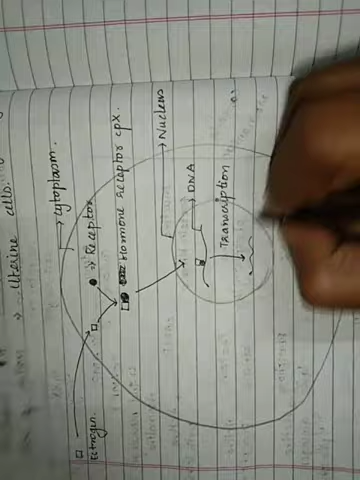 → Uterine cells.
→ Cytoplasm.
→ Receptor
Hormone Receptor cpx.
→ Nucleus
→ DNA
Transcription
Estrogen.